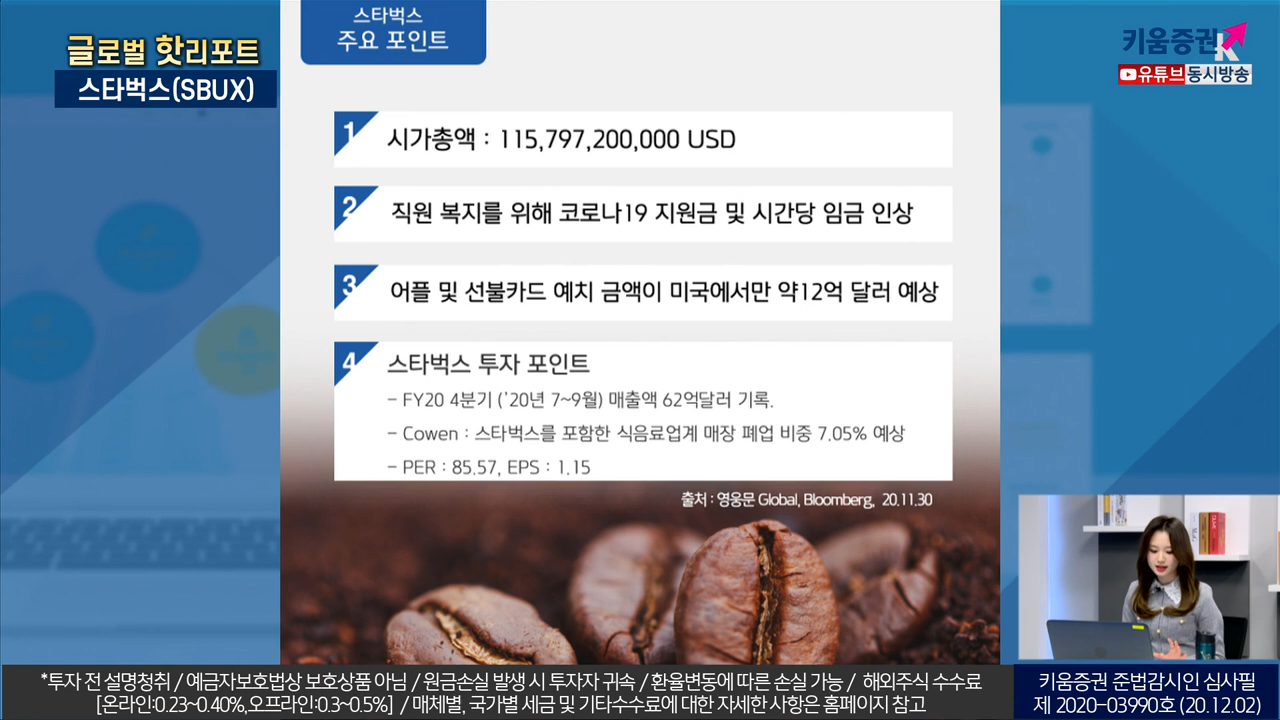 스타벅스
주요 포인트
글로벌 핫리포트
스타벅스(SBUX)
키움증권
유튜브동시방송
1
시가총액 : 115,797,200,000 USD
2
직원 복지를 위해 코로나19 지원금 및 시간당 임금 인상
3
어플 및 선불카드 예치 금액이 미국에서만 약12억 달러 예상
4
스타벅스 투자 포인트
- FY20 4분기 ('20년 7~9월) 매출액 62억달러 기록.
- Cowen : 스타벅스를 포함한 식음료업계 매장 폐업 비중 7.05% 예상
- PER : 85.57, EPS : 1.15
출처 : 영웅문 Global, Bloomberg, 20.11.30
*투자 전 설명청취 / 예금자보호법상 보호상품 아님 / 원금손실 발생 시 투자자 귀속 / 환율변동에 따른 손실 가능 / 해외주식 수수료
[온라인:0.23~0.40%,오프라인:0.3~0.5%] / 매체별, 국가별 세금 및 기타수수료에 대한 자세한 사항은 홈페이지 참고
키움증권 준법감시인 심사필
제 2020-03990호 (20.12.02)